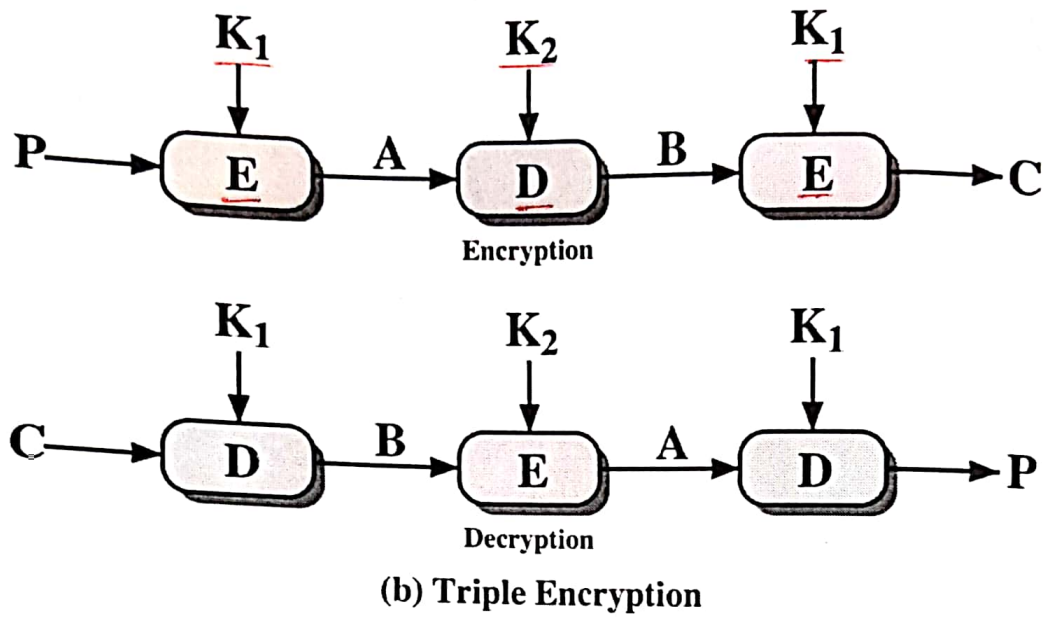 K₁ K₂ K₁
P E A D B E C
Encryption
K₁ K₂ K₁
C D B E A D P
Decryption
(b) Triple Encryption